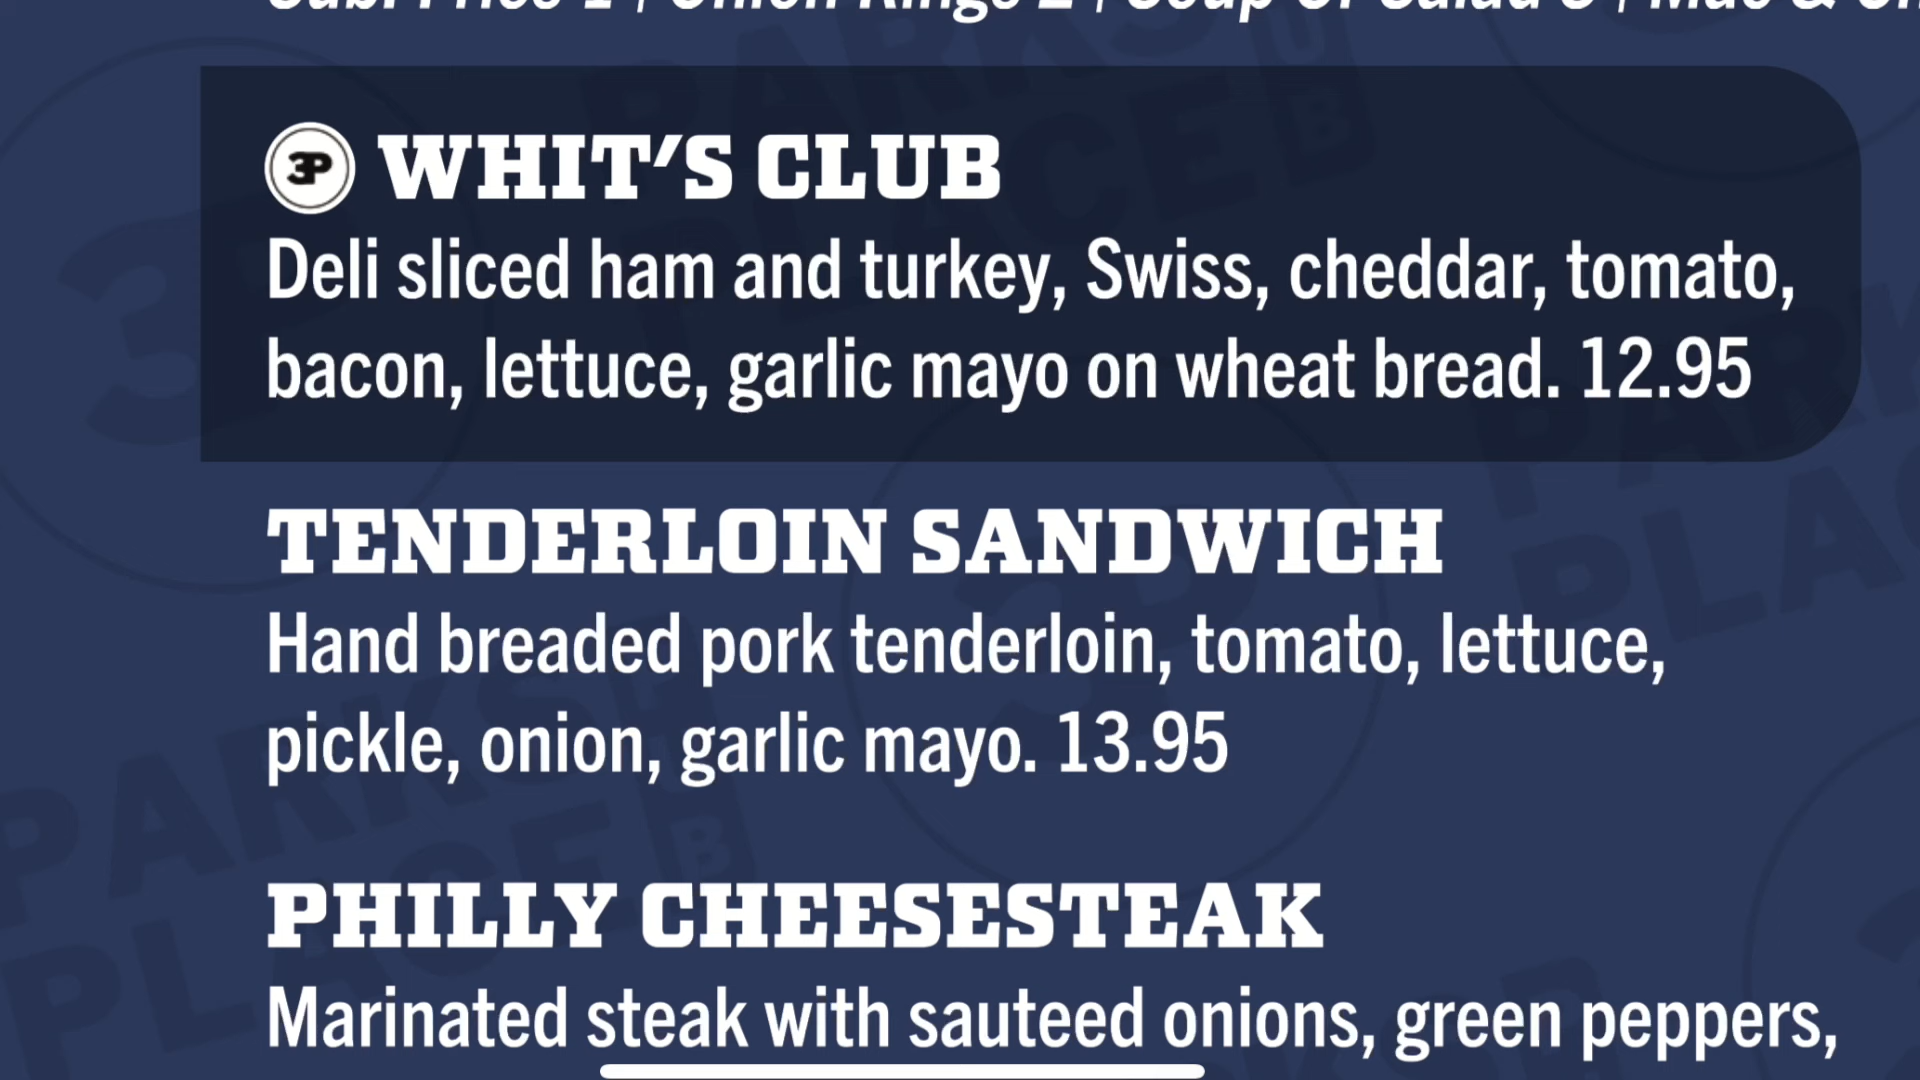 3P WHIT'S CLUB
Deli sliced ham and turkey, Swiss, cheddar, tomato,
bacon, lettuce, garlic mayo on wheat bread. 12.95
TENDERLOIN SANDWICH
Hand breaded pork tenderloin, tomato, lettuce,
pickle, onion, garlic mayo. 13.95
PHILLY CHEESESTEAK
Marinated steak with sauteed onions, green peppers,